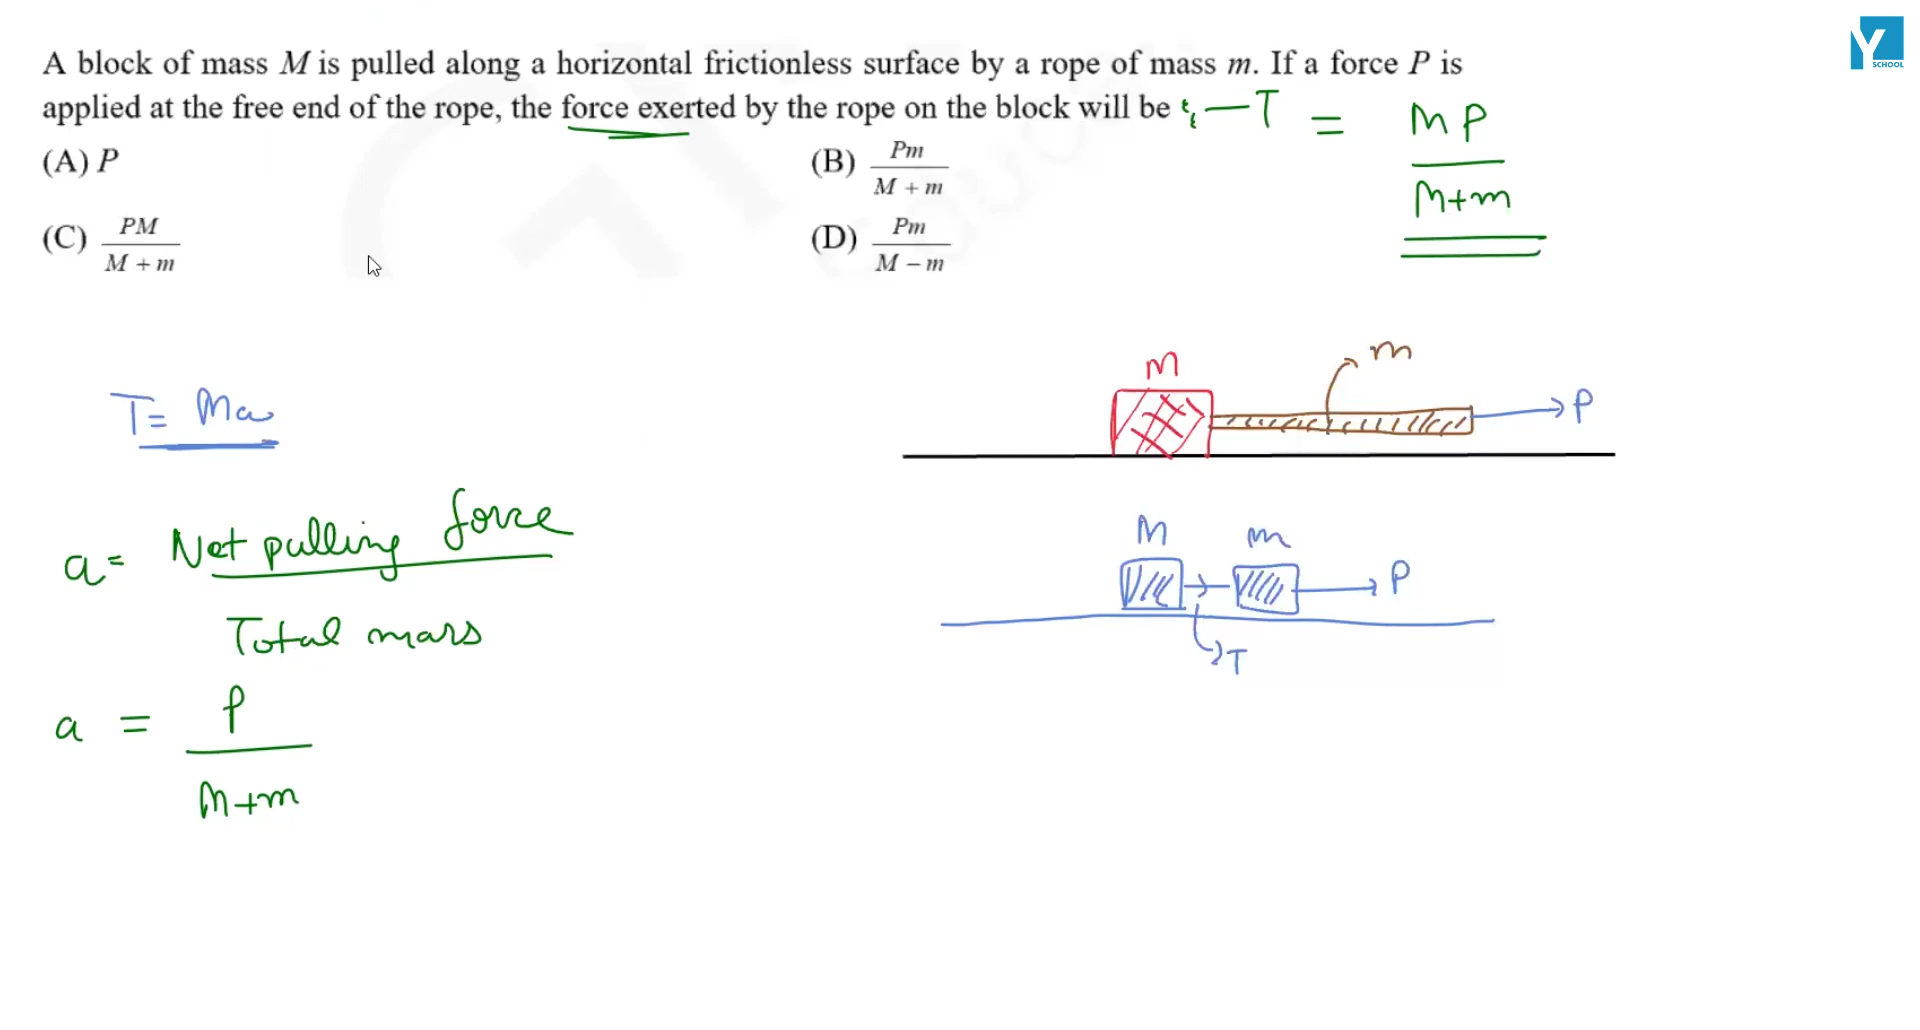 Y SCHOOL
A block of mass M is pulled along a horizontal frictionless surface by a rope of mass m. If a force P is
applied at the free end of the rope, the force exerted by the rope on the block will be
— T = MP / M+m
(A) P
(B) Pm / M + m
(C) PM / M + m
(D) Pm / M − m
M
m
P
T = Ma
a = Net pulling force
Total mass
a = P / M+m
M m
P
T